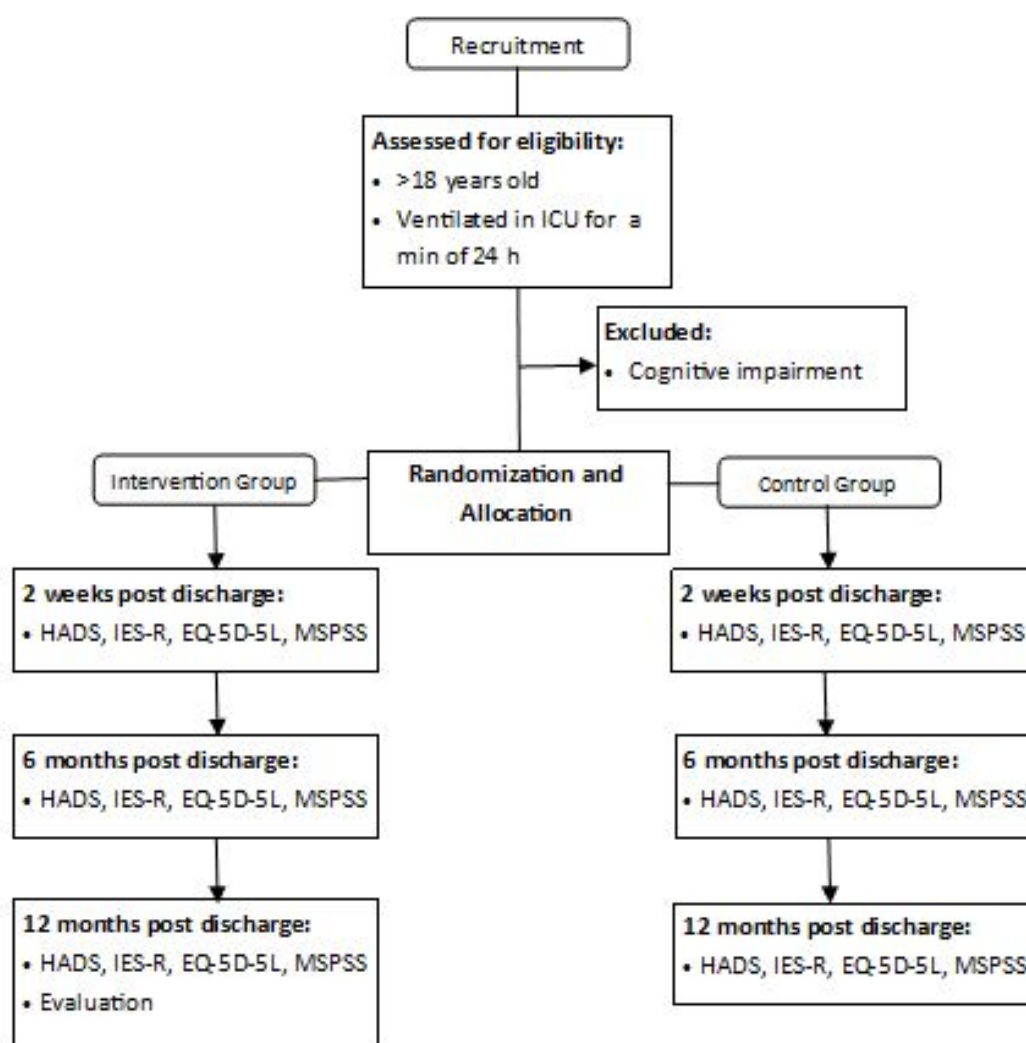 Recruitment
Assessed for eligibility:
• >18 years old
• Ventilated in ICU for a
min of 24 h
Excluded:
• Cognitive impairment
Intervention Group
Randomization and
Allocation
Control Group
2 weeks post discharge:
• HADS, IES-R, EQ-5D-5L, MSPSS
2 weeks post discharge:
• HADS, IES-R, EQ-5D-5L, MSPSS
6 months post discharge:
• HADS, IES-R, EQ-5D-5L, MSPSS
6 months post discharge:
• HADS, IES-R, EQ-5D-5L, MSPSS
12 months post discharge:
• HADS, IES-R, EQ-5D-5L, MSPSS
• Evaluation
12 months post discharge:
• HADS, IES-R, EQ-5D-5L, MSPSS